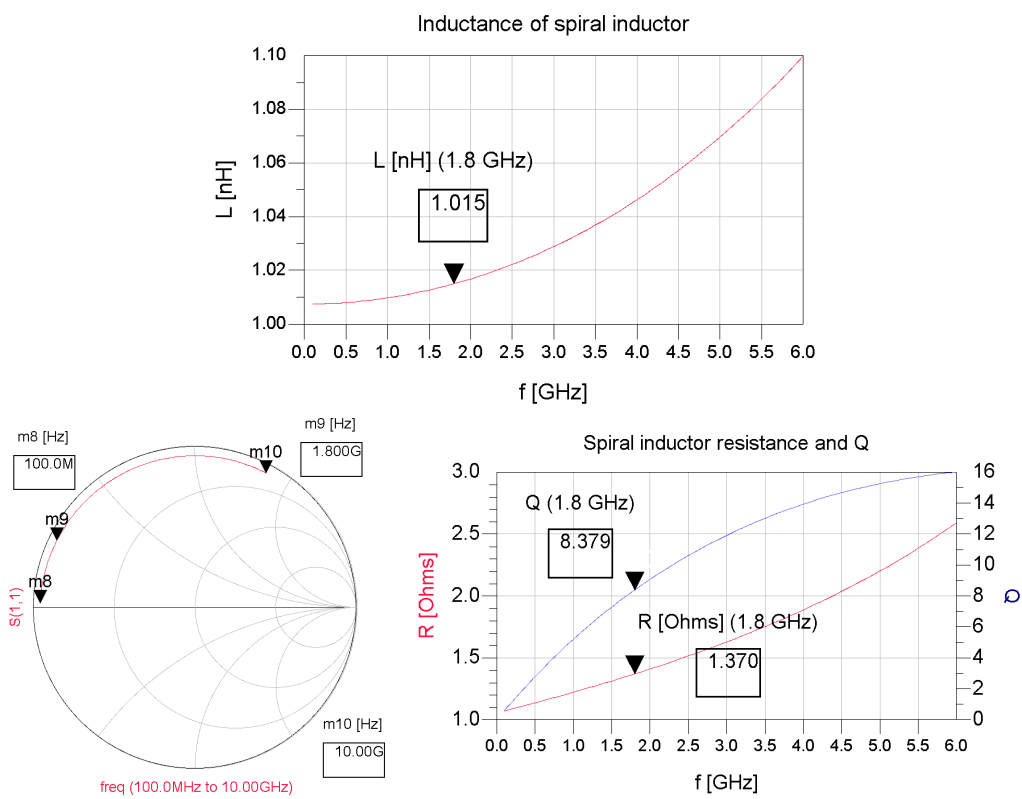 Inductance of spiral inductor
L [nH]
1.10
1.08
1.06
1.04
1.02
1.00
L [nH] (1.8 GHz)
1.015
0.0 0.5 1.0 1.5 2.0 2.5 3.0 3.5 4.0 4.5 5.0 5.5 6.0
f [GHz]
m8 [Hz]
100.0M
m9 [Hz]
1.800G
m10
m9
m8
S(1,1)
m10 [Hz]
10.00G
freq (100.0MHz to 10.00GHz)
Spiral inductor resistance and Q
R [Ohms]
3.0
2.5
2.0
1.5
1.0
Q (1.8 GHz)
8.379
R [Ohms] (1.8 GHz)
1.370
16
14
12
10
8
6
4
2
0
Q
0.0 0.5 1.0 1.5 2.0 2.5 3.0 3.5 4.0 4.5 5.0 5.5 6.0
f [GHz]